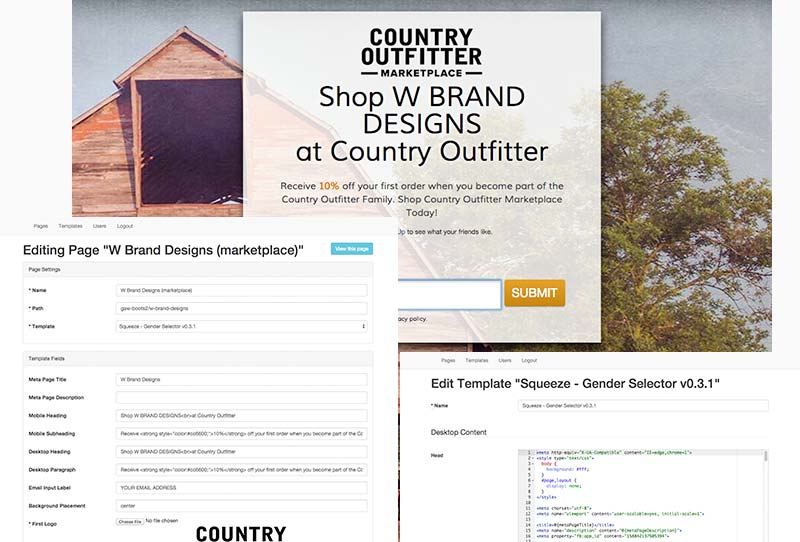 COUNTRY
OUTFITTER
MARKETPLACE
Shop W BRAND
DESIGNS
at Country Outfitter
Receive 10% off your first order when you become part of the
Country Outfitter Family. Shop Country Outfitter Marketplace
Today!
Up to see what your friends like.
SUBMIT
acy policy.
Pages Templates Users Logout
Editing Page "W Brand Designs (marketplace)"
View this page
Page Settings
* Name W Brand Designs (marketplace)
* Path gaw-boots2/w-brand-designs
* Template Squeeze - Gender Selector v0.3.1
Template Fields
Meta Page Title W Brand Designs
Meta Page Description
Mobile Heading Shop W BRAND DESIGNS<br>at Country Outfitter
Mobile Subheading Receive <strong style="color:#cc6600;">10%</strong> off your first order when you become part of the Cc
Desktop Heading Shop W BRAND DESIGNS<br>at Country Outfitter
Desktop Paragraph Receive <strong style="color:#cc6600;">10%</strong> off your first order when you become part of the Cc
Email Input Label YOUR EMAIL ADDRESS
Background Placement center
* First Logo Choose File No file chosen
COUNTRY
Pages Templates Users Logout
Edit Template "Squeeze - Gender Selector v0.3.1"
* Name Squeeze - Gender Selector v0.3.1
Desktop Content
Head
1 <meta http-equiv="X-UA-Compatible" content="IE=edge,chrome=1">
2 <style type="text/css">
3 body {
4 background: #fff;
5 }
6 #page,layout {
7 display: none;
8 }
9 </style>
10
11 <meta charset="utf-8">
12 <meta name="viewport" content="user-scalable=yes, initial-scale=1">
13
14 <title>@{metaPageTitle}</title>
15 <meta name="description" content="@{metaPageDescription}">
16 <meta property="fb:app_id" content="156842137585394">